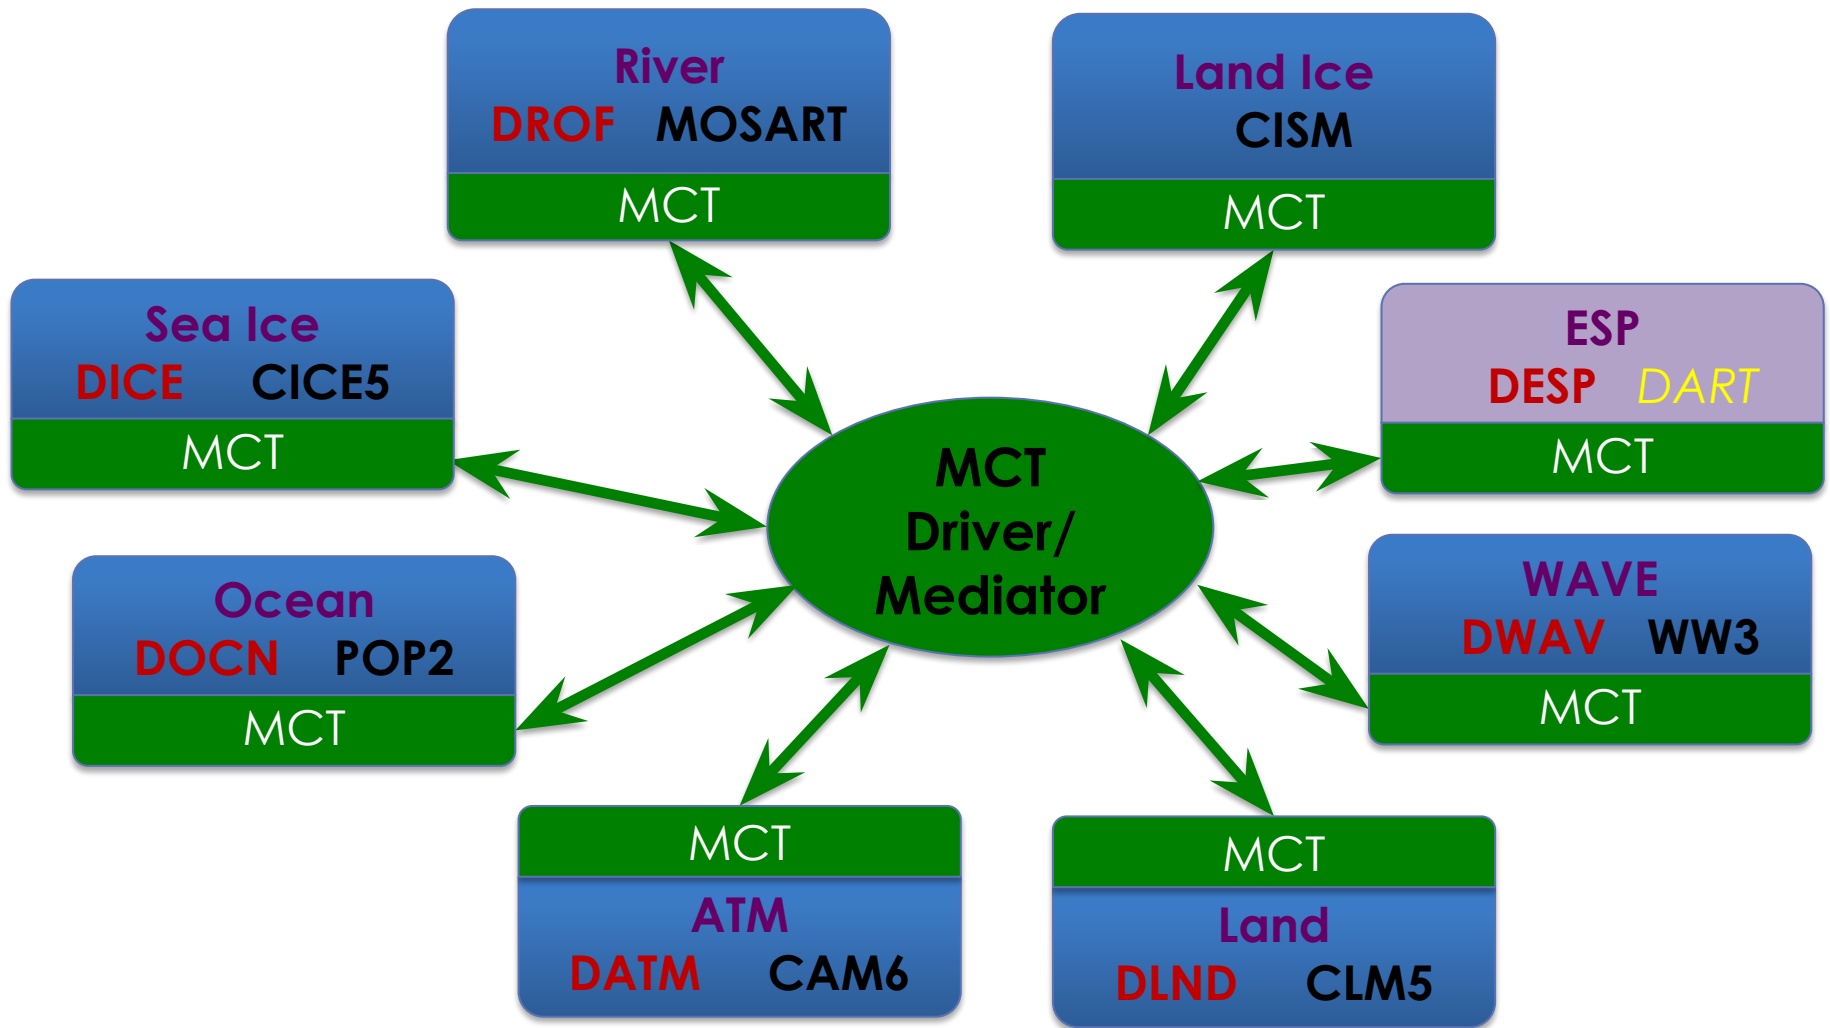 River
DROF MOSART
MCT
Land Ice
CISM
MCT
Sea Ice
DICE CICE5
MCT
ESP
DESP DART
MCT
MCT
Driver/
Mediator
Ocean
DOCN POP2
MCT
WAVE
DWAV WW3
MCT
MCT
ATM
DATM CAM6
MCT
Land
DLND CLM5